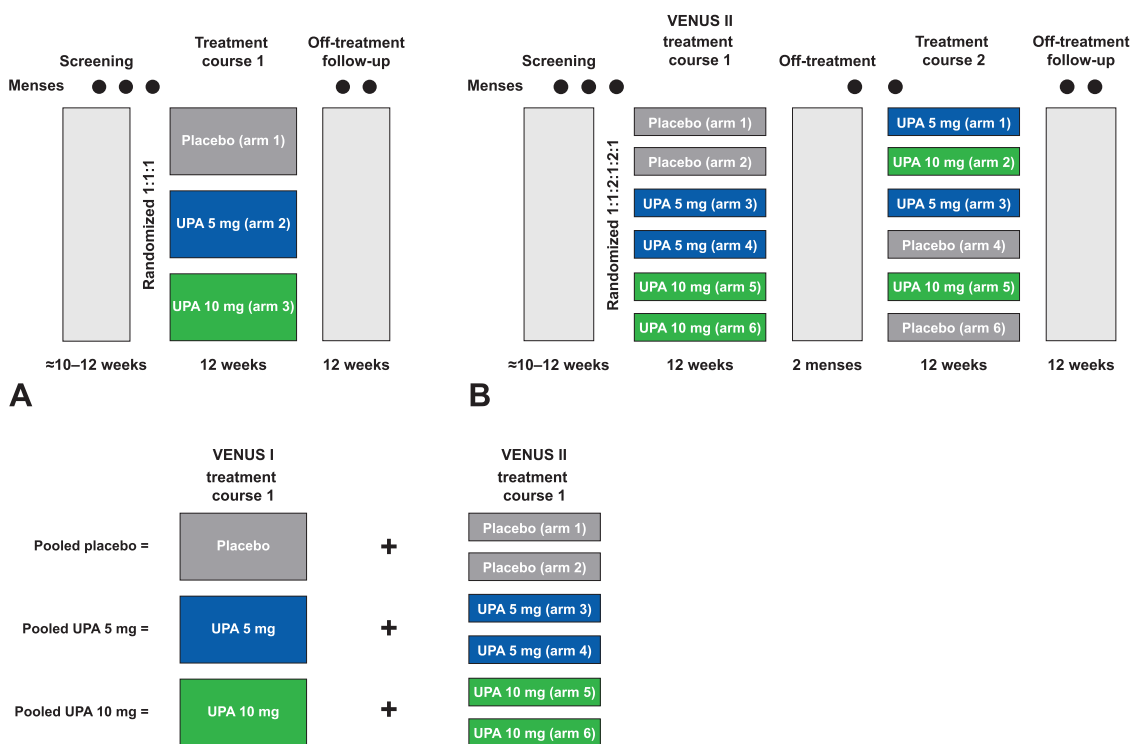 Screening
Treatment
course 1
Off-treatment
follow-up
Menses
Randomized 1:1:1
Placebo (arm 1)
UPA 5 mg (arm 2)
UPA 10 mg (arm 3)
≈10–12 weeks
12 weeks
12 weeks
A
Screening
VENUS II
treatment
course 1
Off-treatment
Treatment
course 2
Off-treatment
follow-up
Menses
Randomized 1:1:2:1:2:1
Placebo (arm 1)
Placebo (arm 2)
UPA 5 mg (arm 3)
UPA 5 mg (arm 4)
UPA 10 mg (arm 5)
UPA 10 mg (arm 6)
UPA 5 mg (arm 1)
UPA 10 mg (arm 2)
UPA 5 mg (arm 3)
Placebo (arm 4)
UPA 10 mg (arm 5)
Placebo (arm 6)
≈10–12 weeks
12 weeks
2 menses
12 weeks
12 weeks
B
VENUS I
treatment
course 1
VENUS II
treatment
course 1
Pooled placebo =
Placebo
+
Placebo (arm 1)
Placebo (arm 2)
Pooled UPA 5 mg =
UPA 5 mg
+
UPA 5 mg (arm 3)
UPA 5 mg (arm 4)
Pooled UPA 10 mg =
UPA 10 mg
+
UPA 10 mg (arm 5)
UPA 10 mg (arm 6)